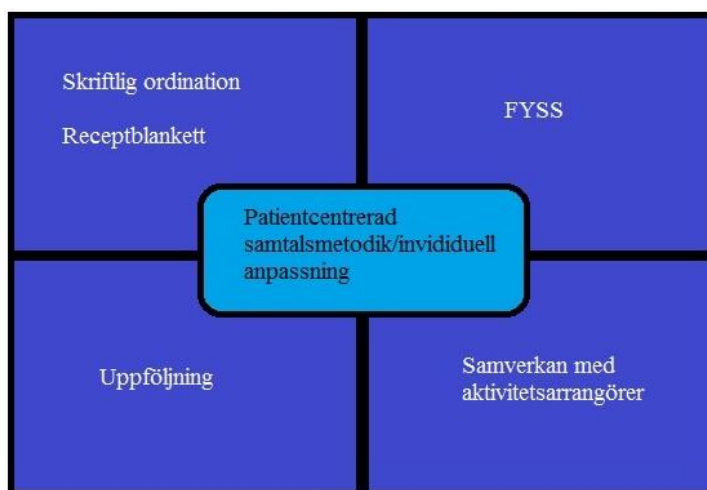 Skriftlig ordination
Receptblankett
FYSS
Patientcentrerad
samtalsmetodik/invididuell
anpassning
Uppföljning
Samverkan med
aktivitetsarrangörer